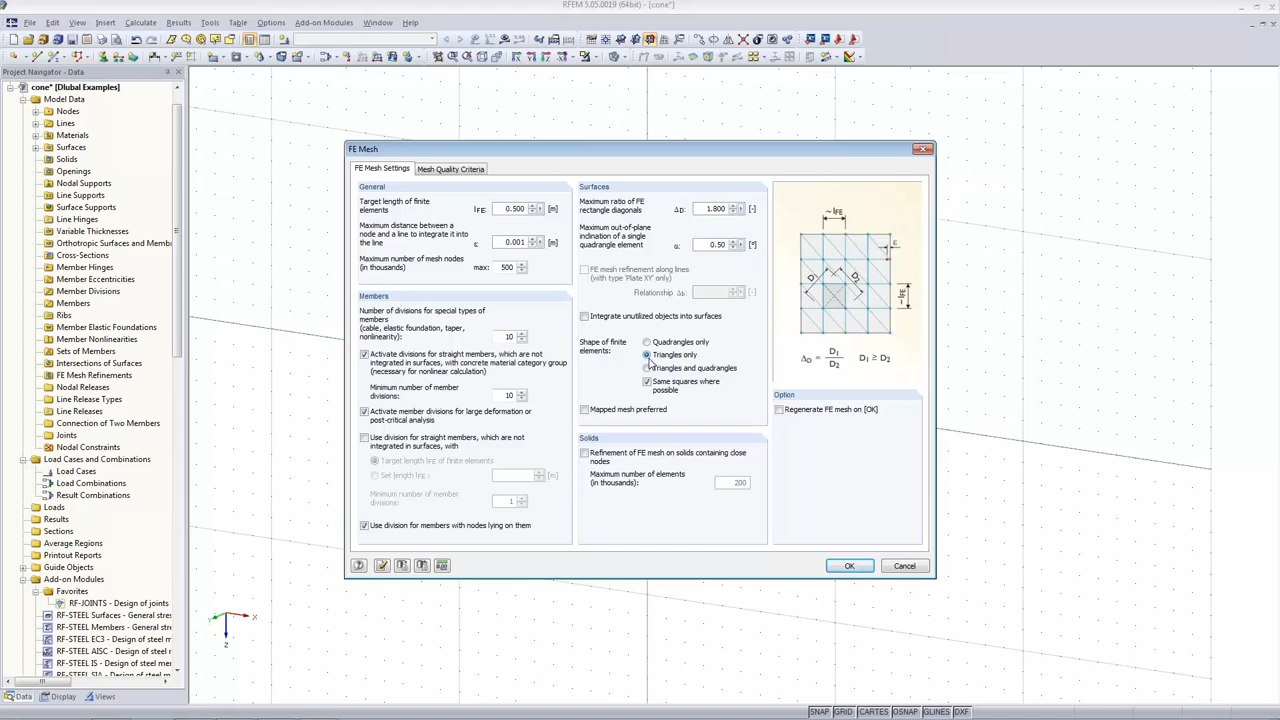 RFEM 5.05.0019 (64bit) - [cone*]
File Edit View Insert Calculate Results Tools Table Options Add-on Modules Window Help
Project Navigator - Data
cone* [Dlubal Examples]
Model Data
Nodes
Lines
Materials
Surfaces
Solids
Openings
Nodal Supports
Line Supports
Surface Supports
Line Hinges
Variable Thicknesses
Orthotropic Surfaces and Memb
Cross-Sections
Member Hinges
Member Eccentricities
Member Divisions
Members
Ribs
Member Elastic Foundations
Member Nonlinearities
Sets of Members
Intersections of Surfaces
FE Mesh Refinements
Nodal Releases
Line Release Types
Line Releases
Connection of Two Members
Joints
Nodal Constraints
Load Cases and Combinations
Load Cases
Load Combinations
Result Combinations
Loads
Results
Sections
Average Regions
Printout Reports
Guide Objects
Add-on Modules
Favorites
RF-JOINTS - Design of joints
RF-STEEL Surfaces - General stres
RF-STEEL Members - General stre
RF-STEEL EC3 - Design of steel m
RF-STEEL AISC - Design of steel
RF-STEEL IS - Design of steel mer
RF-STEEL SIA - Design of steel m
Data Display Views
FE Mesh
FE Mesh Settings Mesh Quality Criteria
General
Target length of finite
elements lFE: 0.500 [m]
Maximum distance between a
node and a line to integrate it into
the line ε: 0.001 [m]
Maximum number of mesh nodes
(in thousands) max: 500
Members
Number of divisions for special types of
members
(cable, elastic foundation, taper,
nonlinearity): 10
Activate divisions for straight members, which are not
integrated in surfaces, with concrete material category group
(necessary for nonlinear calculation)
Minimum number of member
divisions: 10
Activate member divisions for large deformation or
post-critical analysis
Use division for straight members, which are not
integrated in surfaces, with
Target length lFE of finite elements
Set length lFE : [m]
Minimum number of member
divisions: 1
Use division for members with nodes lying on them
Surfaces
Maximum ratio of FE
rectangle diagonals ΔD: 1.800 [-]
Maximum out-of-plane
inclination of a single
quadrangle element α: 0.50 [°]
FE mesh refinement along lines
(with type 'Plate XY' only)
Relationship Δb: [-]
Integrate unutilized objects into surfaces
Shape of finite
elements:
Quadrangles only
Triangles only
Triangles and quadrangles
Same squares where
possible
Mapped mesh preferred
Solids
Refinement of FE mesh on solids containing close
nodes
Maximum number of elements
(in thousands): 200
~ lFE
ε
~ lFE
ΔD = D1 / D2 D1 ≥ D2
Option
Regenerate FE mesh on [OK]
OK Cancel
X
Y
Z
SNAP GRID CARTES OSNAP GLINES DXF